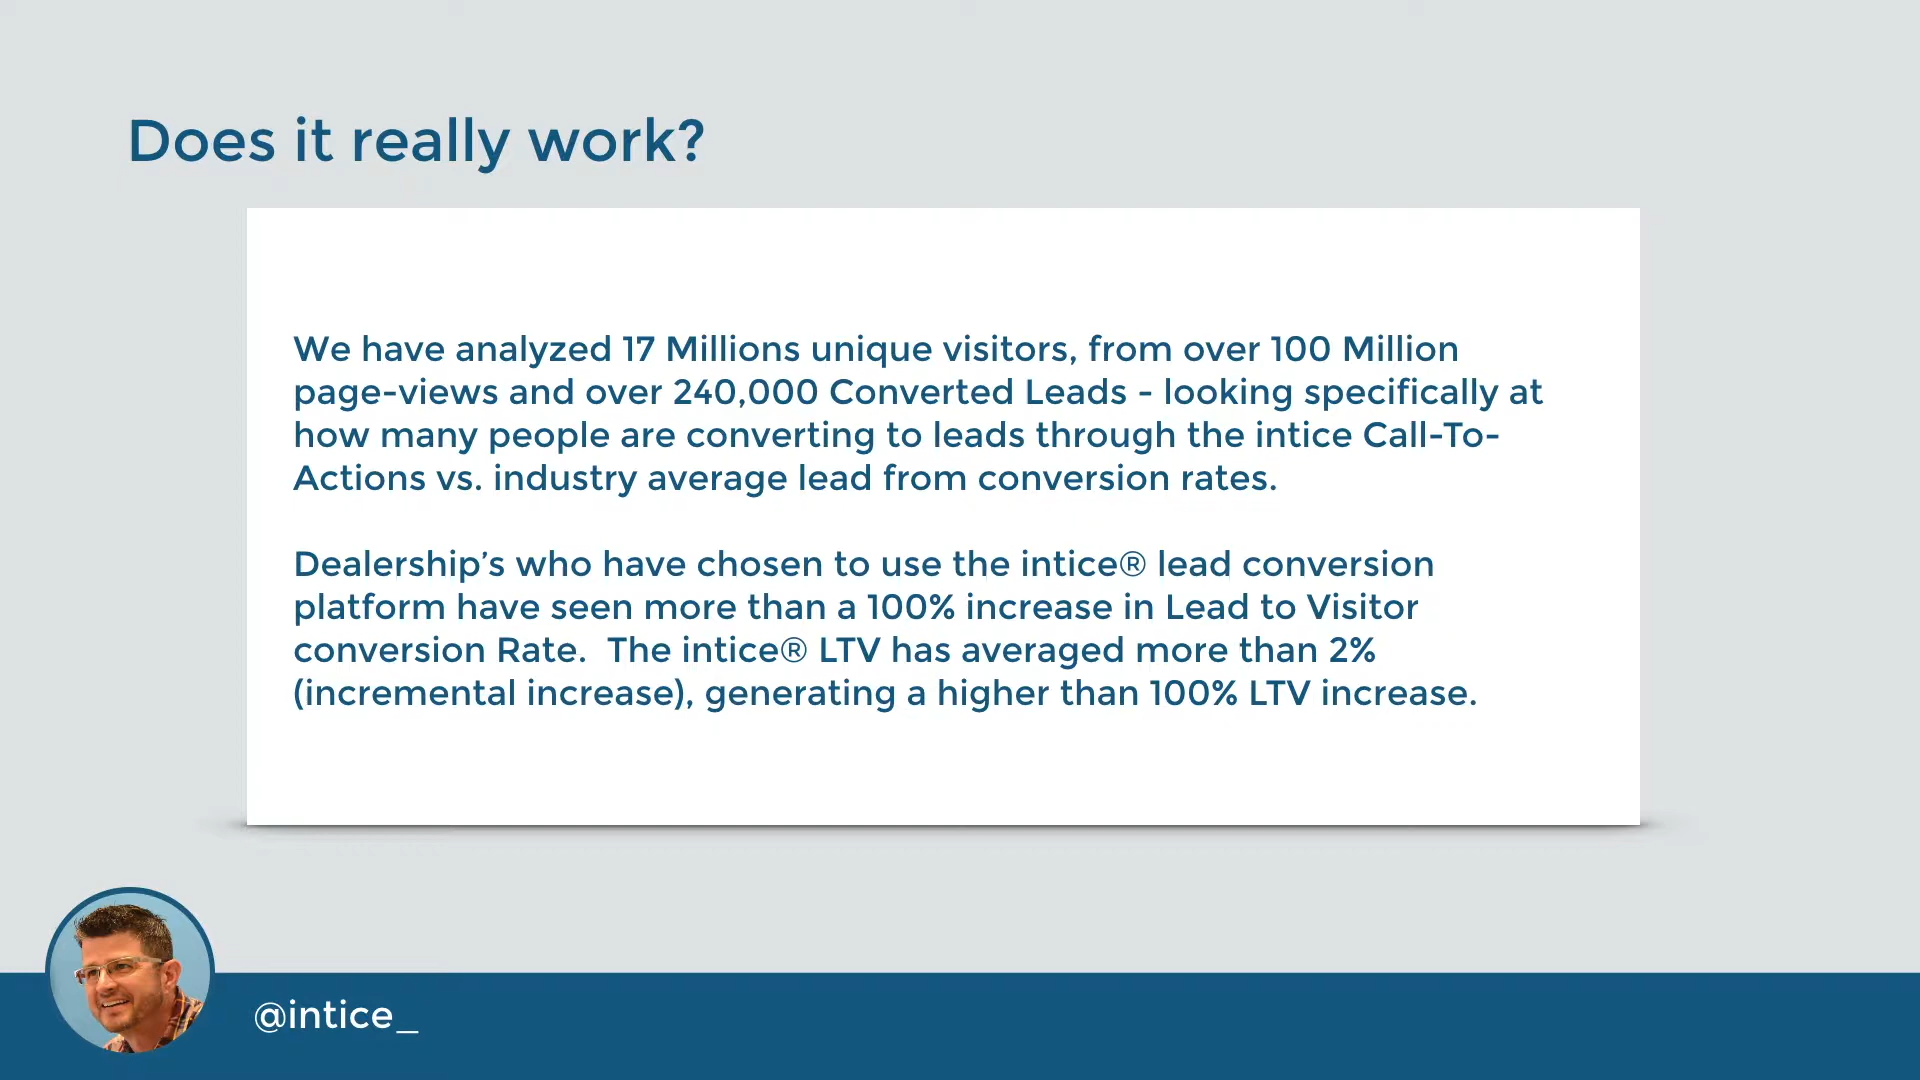 Does it really work?
We have analyzed 17 Millions unique visitors, from over 100 Million
page-views and over 240,000 Converted Leads - looking specifically at
how many people are converting to leads through the intice Call-To-
Actions vs. industry average lead from conversion rates.
Dealership’s who have chosen to use the intice® lead conversion
platform have seen more than a 100% increase in Lead to Visitor
conversion Rate.  The intice® LTV has averaged more than 2%
(incremental increase), generating a higher than 100% LTV increase.
@intice_